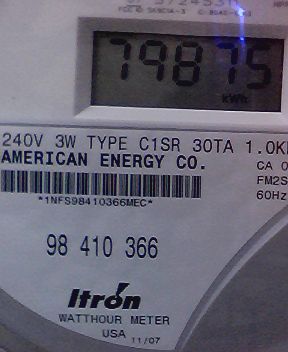 79875
kWh
240V 3W TYPE C1SR 30TA 1.0K
AMERICAN ENERGY CO.
CA 0
FM2S
60Hz
*1NFS98410366MEC*
98 410 366
Itron
WATTHOUR METER
USA 11/07